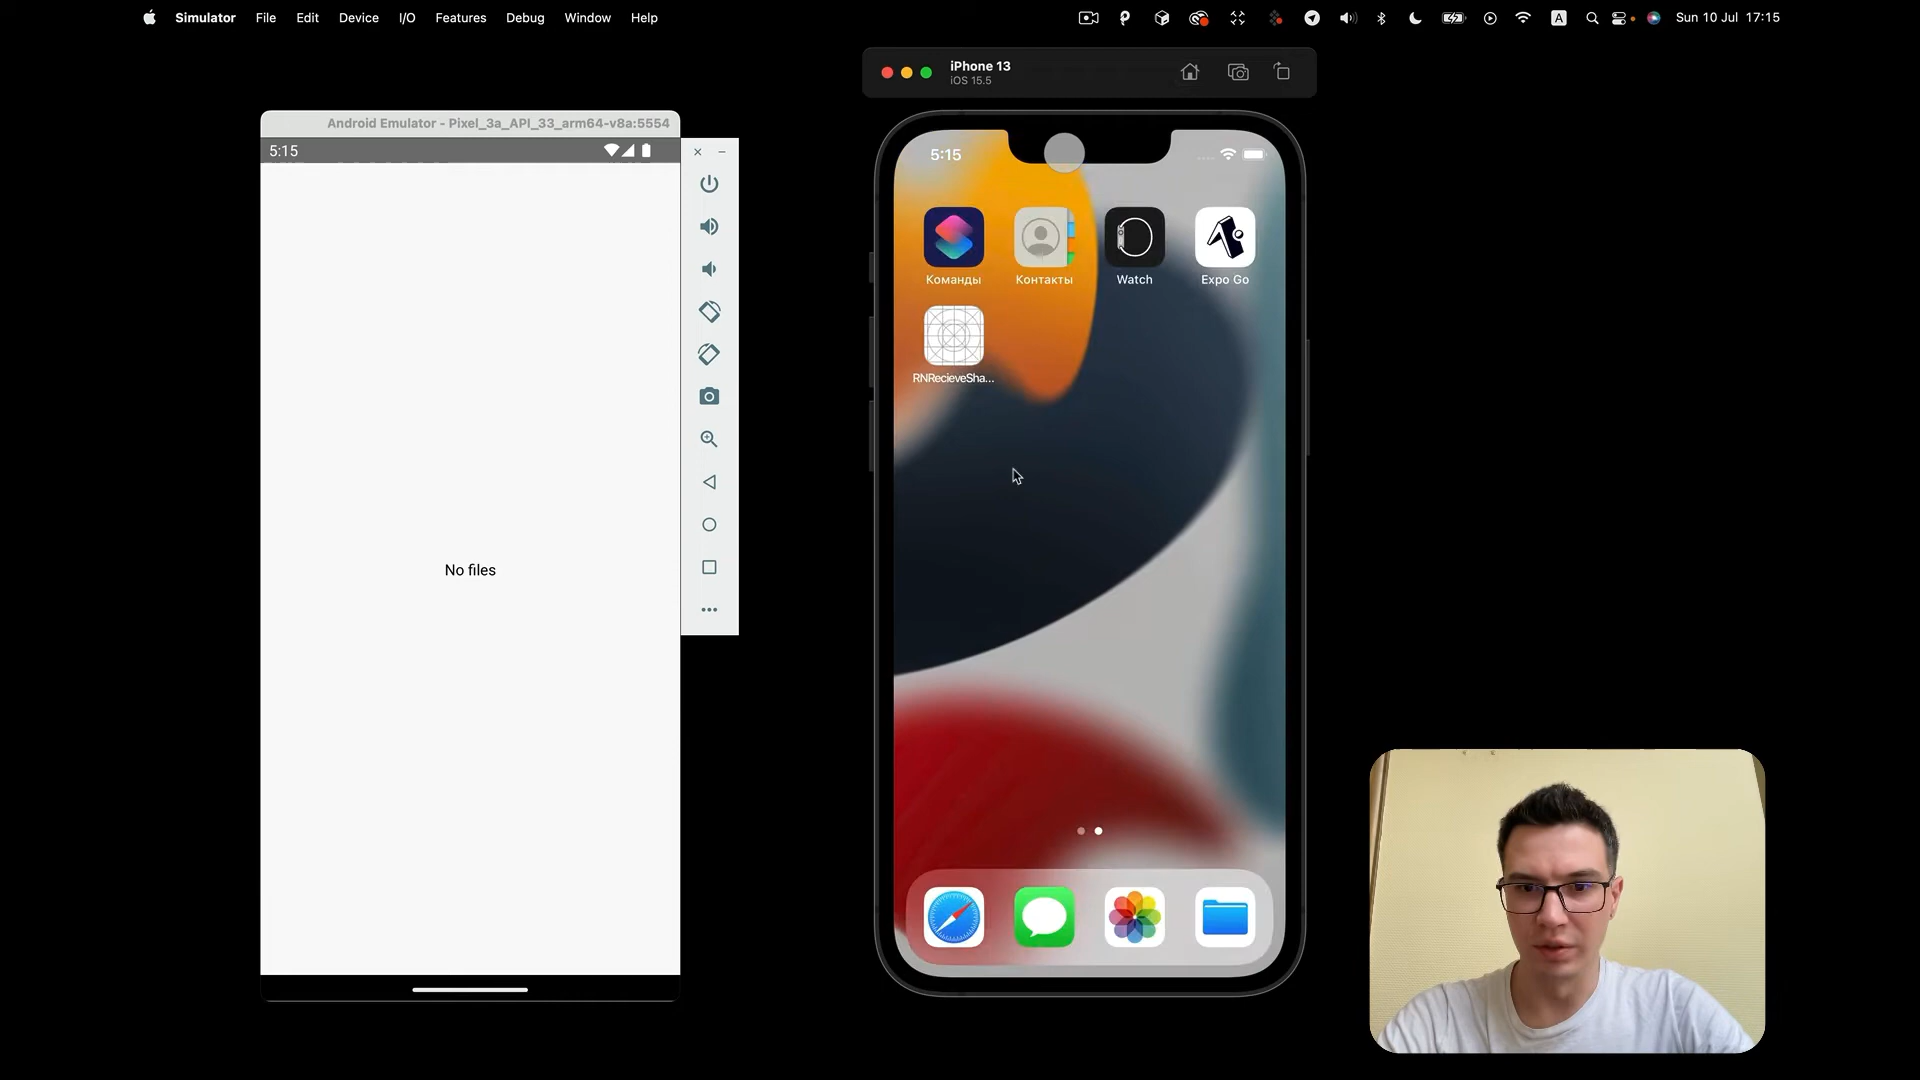 Simulator File Edit Device I/O Features Debug Window Help
A
Sun 10 Jul 17:15
iPhone 13
iOS 15.5
Android Emulator - Pixel_3a_API_33_arm64-v8a:5554
5:15
No files
5:15
Команды
Контакты
Watch
Expo Go
RNRecieveSha...